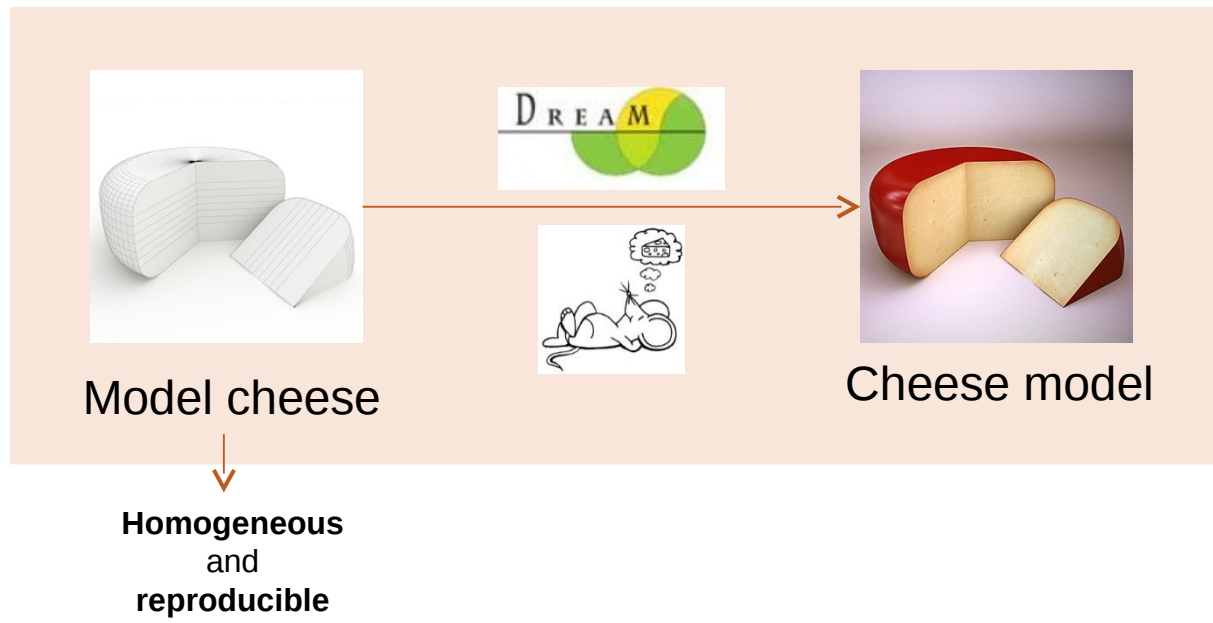 DREAM
Model cheese
Cheese model
Homogeneous
and
reproducible